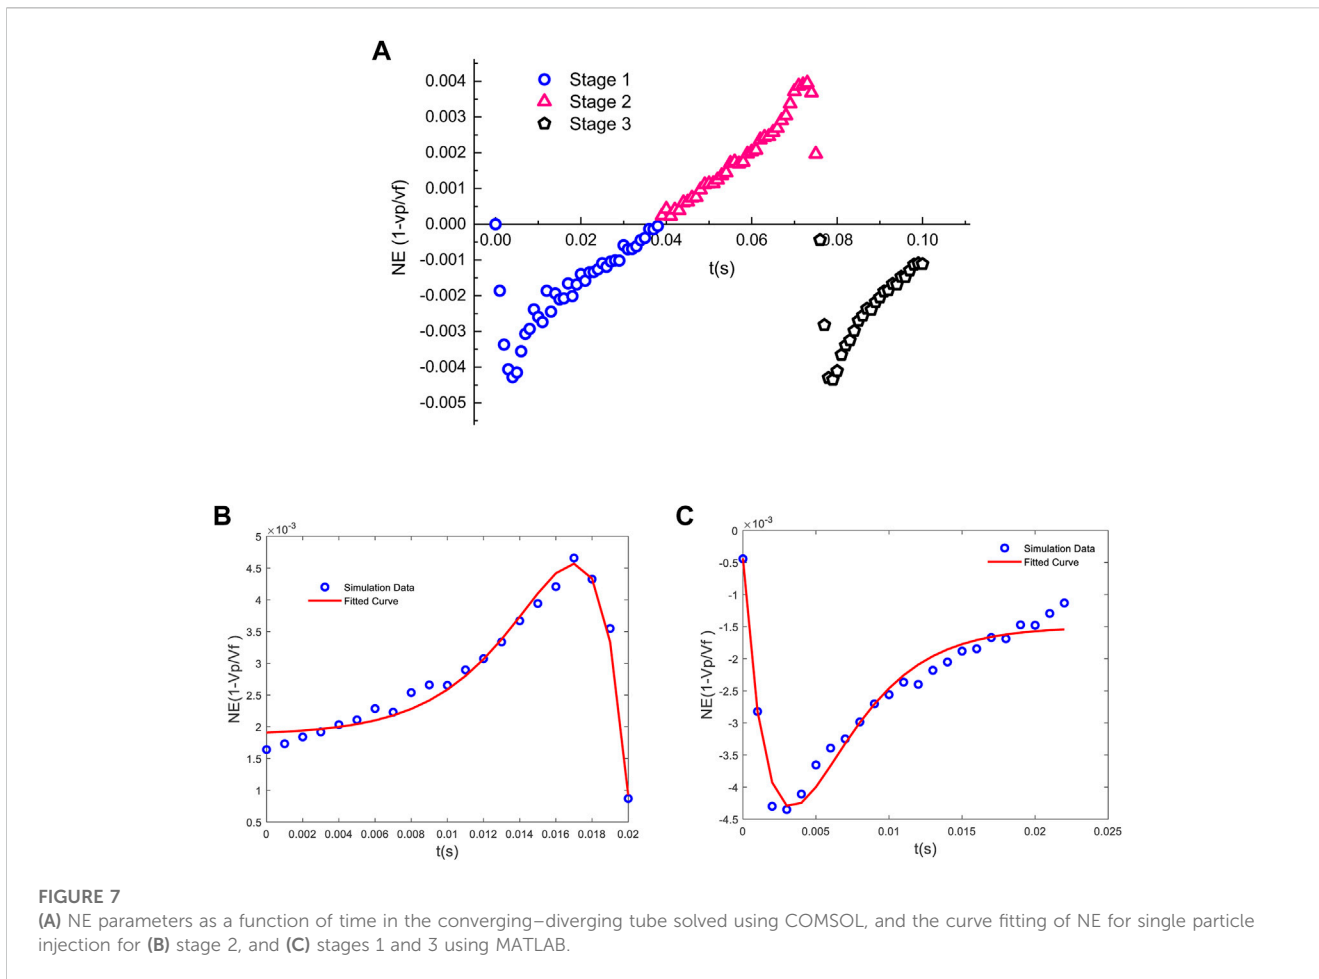 A
Stage 1
Stage 2
Stage 3
0.004
0.003
0.002
0.001
0.000
-0.001
-0.002
-0.003
-0.004
-0.005
NE (1-vp/vf)
0.00 0.02 0.04 0.06 0.08 0.10
t(s)
B
×10⁻³
5
4.5
4
3.5
3
2.5
2
1.5
1
0.5
NE(1-Vp/Vf )
Simulation Data
Fitted Curve
0 0.002 0.004 0.006 0.008 0.01 0.012 0.014 0.016 0.018 0.02
t(s)
C
×10⁻³
0
-0.5
-1
-1.5
-2
-2.5
-3
-3.5
-4
-4.5
NE(1-Vp/Vf )
Simulation Data
Fitted Curve
0 0.005 0.01 0.015 0.02 0.025
t(s)
FIGURE 7
(A) NE parameters as a function of time in the converging–diverging tube solved using COMSOL, and the curve fitting of NE for single particle
injection for (B) stage 2, and (C) stages 1 and 3 using MATLAB.